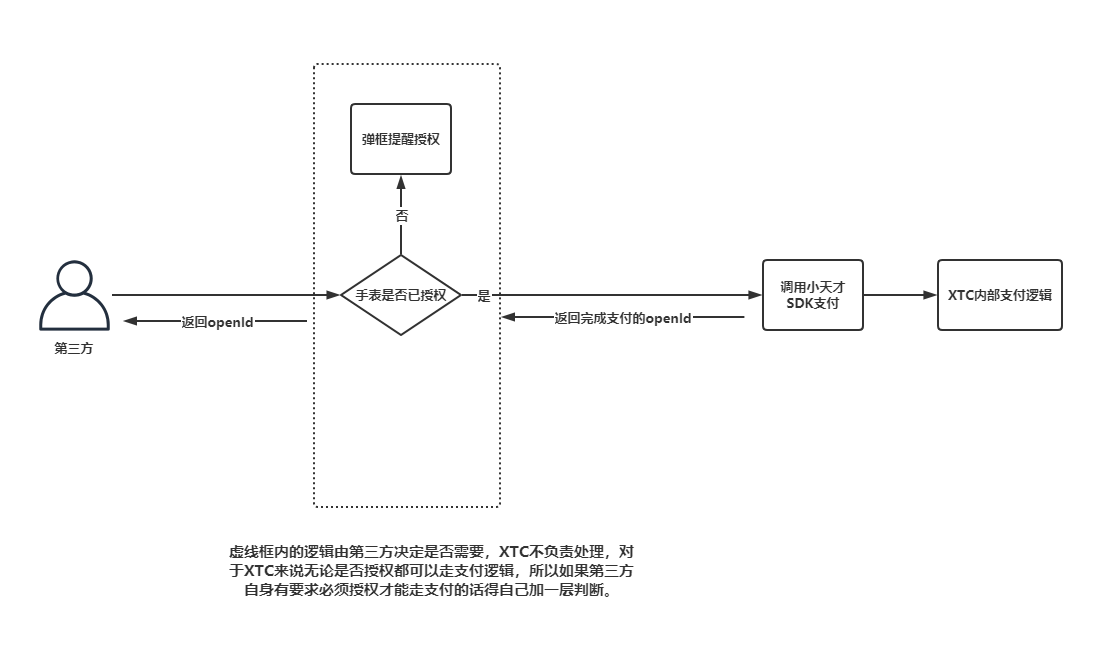 弹框提醒授权
否
手表是否已授权
是
调用小天才
SDK支付
XTC内部支付逻辑
返回openId
返回完成支付的openId
第三方
虚线框内的逻辑由第三方决定是否需要，XTC不负责处理，对
于XTC来说无论是否授权都可以走支付逻辑，所以如果第三方
自身有要求必须授权才能走支付的话得自己加一层判断。